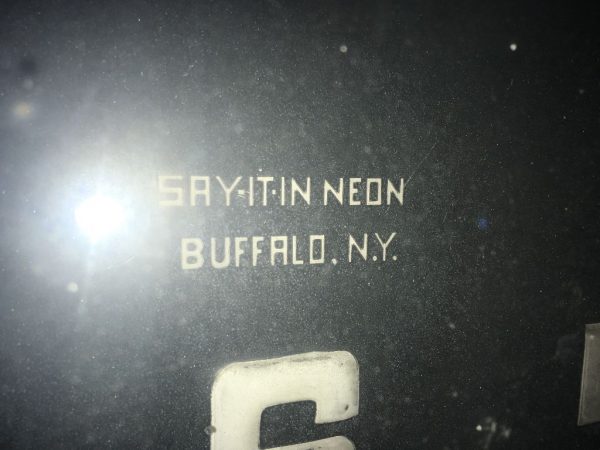 SAY-IT-IN NEON
BUFFALO, N.Y.